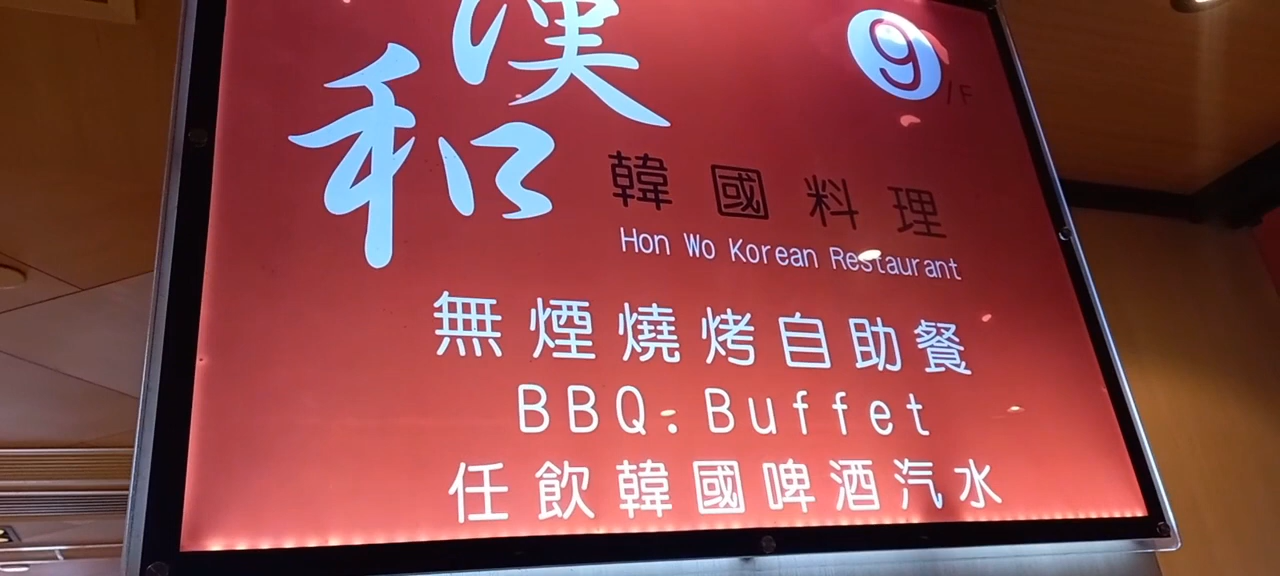 漢和
9/F
韓國料理
Hon Wo Korean Restaurant
無煙燒烤自助餐
BBQ. Buffet
任飲韓國啤酒汽水